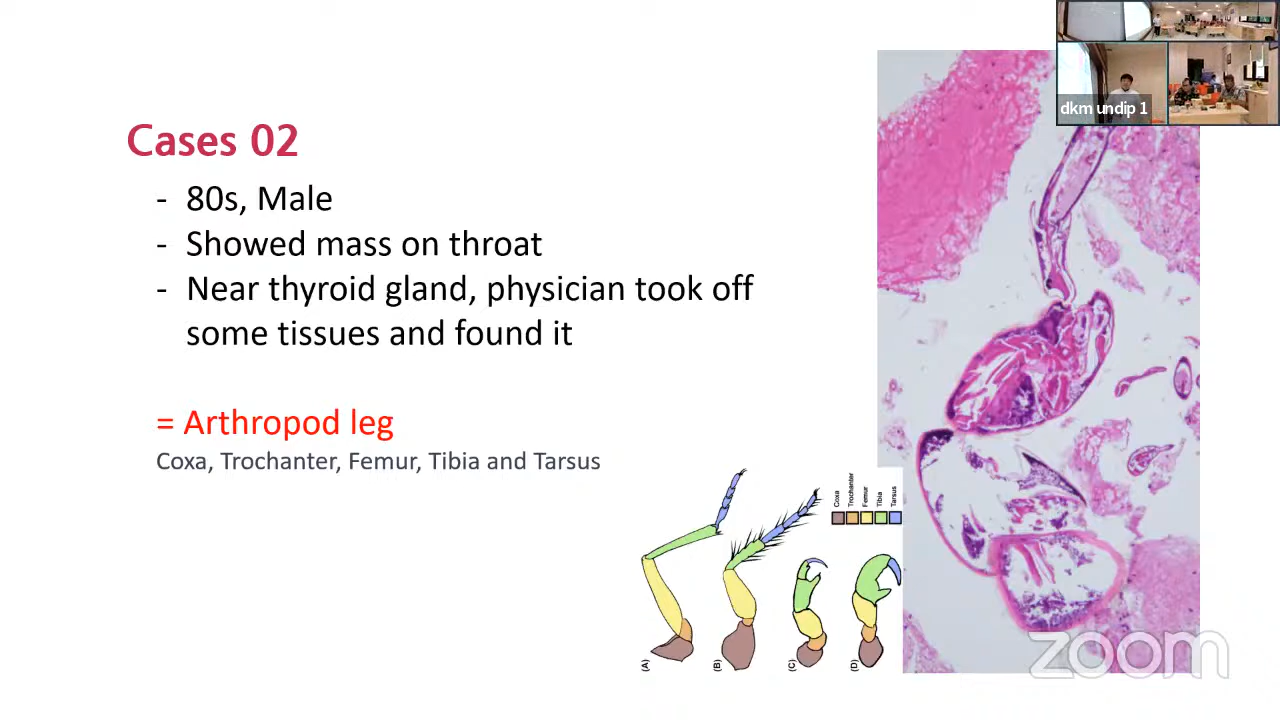 dkm undip 1
Cases 02
- 80s, Male
- Showed mass on throat
- Near thyroid gland, physician took off
some tissues and found it
= Arthropod leg
Coxa, Trochanter, Femur, Tibia and Tarsus
Coxa
Trochanter
Femur
Tibia
Tarsus
(A)
(B)
(C)
(D)
zoom